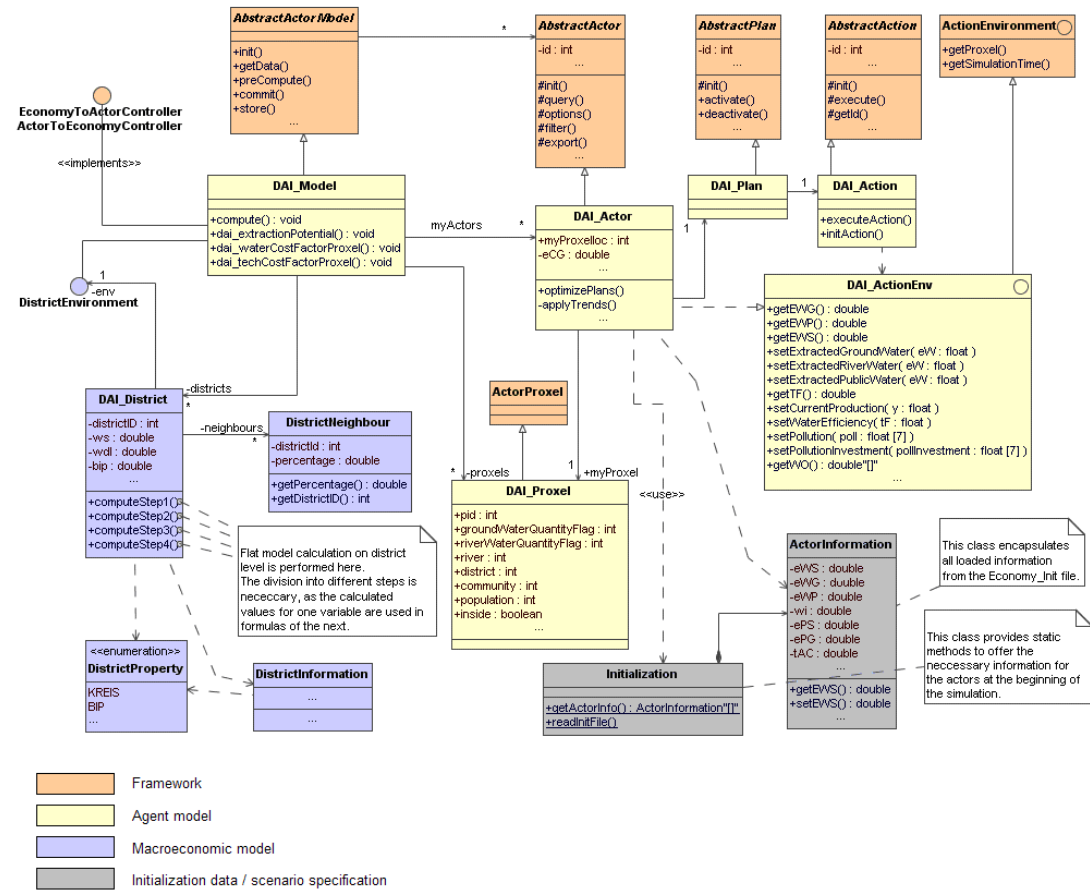 AbstractActorModel
+init()
+getData()
+preCompute()
+commit()
+store()
...
*
AbstractActor
-id : int
...
#init()
#query()
#options()
#filter()
#export()
...
AbstractPlan
-id : int
...
#init()
+activate()
+deactivate()
...
AbstractAction
-id : int
...
#init()
#execute()
#getId()
...
ActionEnvironment
+getProxel()
+getSimulationTime()
EconomyToActorController
ActorToEconomyController
<<implements>>
DAI_Model
+compute() : void
+dai_extractionPotential() : void
+dai_waterCostFactorProxel() : void
+dai_techCostFactorProxel() : void
myActors
*
DAI_Actor
+myProxelloc : int
-eCG : double
...
+optimizePlans()
-applyTrends()
...
1
DAI_Plan
1
DAI_Action
+executeAction()
+initAction()
DAI_ActionEnv
+getEWG() : double
+getEWP() : double
+getEWS() : double
+setExtractedGroundWater( eW : float )
+setExtractedRiverWater( eW : float )
+setExtractedPublicWater( eW : float )
+getTF() : double
+setCurrentProduction( y : float )
+setWaterEfficiency( tF : float )
+setPollution( poll : float [7] )
+setPollutionInvestment( pollInvestment : float [7] )
+getWO() : double"[]"
...
1
-env
DistrictEnvironment
-districts
*
DAI_District
-districtID : int
-ws : double
-wdl : double
-bip : double
...
+computeStep1()
+computeStep2()
+computeStep3()
+computeStep4()
-neighbours
*
DistrictNeighbour
-districtId : int
-percentage : double
+getPercentage() : double
+getDistrictID() : int
Flat model calculation on district
level is performed here.
The division into different steps is
nececcary, as the calculated
values for one variable are used in
formulas of the next.
ActorProxel
*
-proxels
1
+myProxel
<<use>>
DAI_Proxel
+pid : int
+groundWaterQuantityFlag : int
+riverWaterQuantityFlag : int
+river : int
+district : int
+community : int
+population : int
+inside : boolean
...
ActorInformation
-eWS : double
-eWG : double
-eWP : double
-wi : double
-ePS : double
-ePG : double
-tAC : double
...
+getEWS() : double
+setEWS() : double
...
This class encapsulates
all loaded information
from the Economy_Init file.
This class provides static
methods to offer the
neccessary information for
the actors at the beginning
of the simulation.
<<enumeration>>
DistrictProperty
KREIS
BIP
...
DistrictInformation
...
...
Initialization
+getActorInfo() : ActorInformation"[]"
+readInitFile()
Framework
Agent model
Macroeconomic model
Initialization data / scenario specification